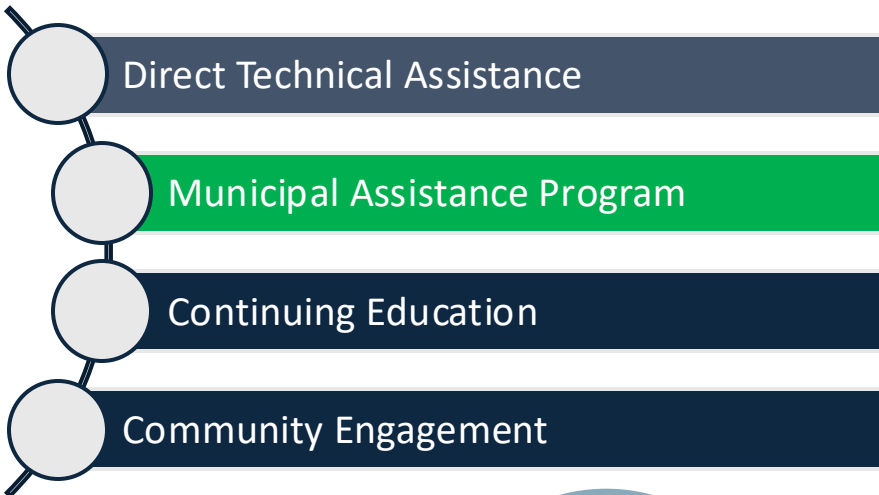 Direct Technical Assistance
Municipal Assistance Program
Continuing Education
Community Engagement